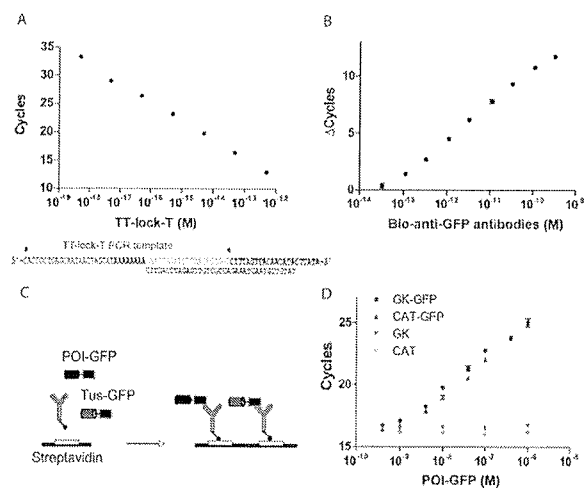 A
Cycles
35
30
25
20
15
10
10⁻¹⁹ 10⁻¹⁸ 10⁻¹⁷ 10⁻¹⁶ 10⁻¹⁵ 10⁻¹⁴ 10⁻¹³ 10⁻¹²
TT-lock-T (M)
TT-lock-T PCR template
B
ΔCycles
10
5
0
10⁻¹⁴ 10⁻¹³ 10⁻¹² 10⁻¹¹ 10⁻¹⁰ 10⁻⁹
Bio-anti-GFP antibodies (M)
C
POI-GFP
Tus-GFP
Streptavidin
D
GK-GFP
CAT-GFP
GK
CAT
Cycles
25
20
15
10⁻¹⁰ 10⁻⁹ 10⁻⁸ 10⁻⁷ 10⁻⁶ 10⁻⁵
POI-GFP (M)